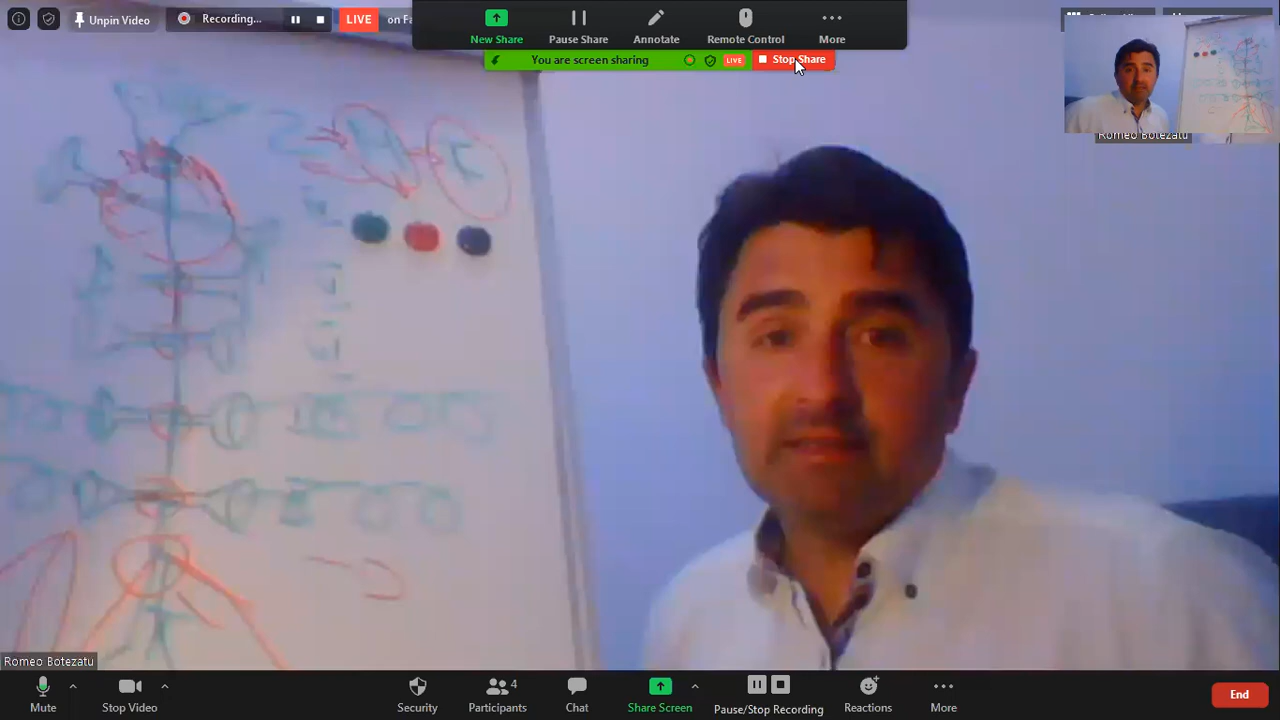 Unpin Video
Recording...
LIVE
on Fa
New Share
Pause Share
Annotate
Remote Control
More
You are screen sharing
LIVE
Stop Share
Romeo Botezatu
Romeo Botezatu
Mute
Stop Video
Security
4
Participants
Chat
Share Screen
Pause/Stop Recording
Reactions
More
End